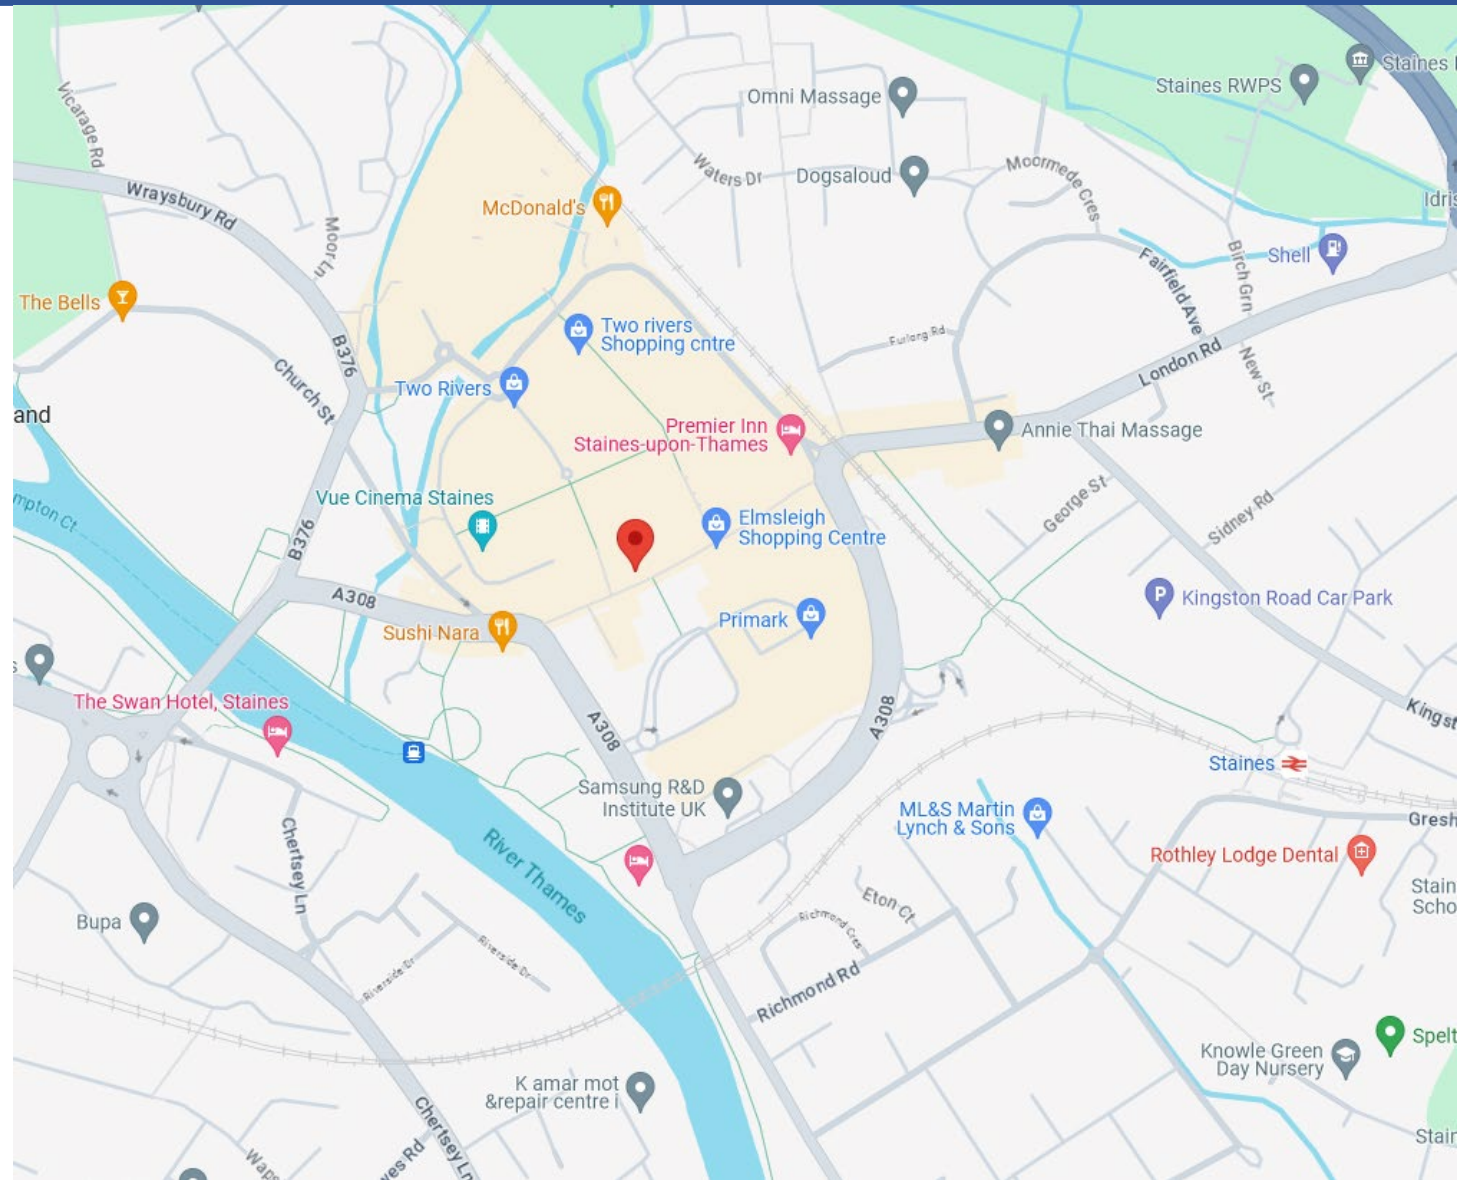 Staines RWPS
Staines
Omni Massage
Vicarage Rd
Waters Dr
Dogsaloud
Moormede Cres
Wraysbury Rd
McDonald's
Idris
Moor Ln
Shell
Birch Grn
Fairfield Ave
The Bells
Two rivers
Shopping cntre
Furlong Rd
B376
London Rd
New St
Church St
Two Rivers
and
Premier Inn
Staines-upon-Thames
Annie Thai Massage
Vue Cinema Staines
mpton Ct
B376
Elmsleigh
Shopping Centre
George St
Sidney Rd
A308
Kingston Road Car Park
P
Sushi Nara
Primark
s
The Swan Hotel, Staines
A308
A308
Kingst
Staines
Samsung R&D
Institute UK
ML&S Martin
Lynch & Sons
Gresh
River Thames
Chertsey Ln
Rothley Lodge Dental
Stain
Scho
Bupa
Eton Ct
Richmond Cres
Riverside Dr
Riverside Dr
Richmond Rd
Spelt
Knowle Green
Day Nursery
K amar mot
&repair centre i
Chertsey Ln
Stain
wes Rd
Waps